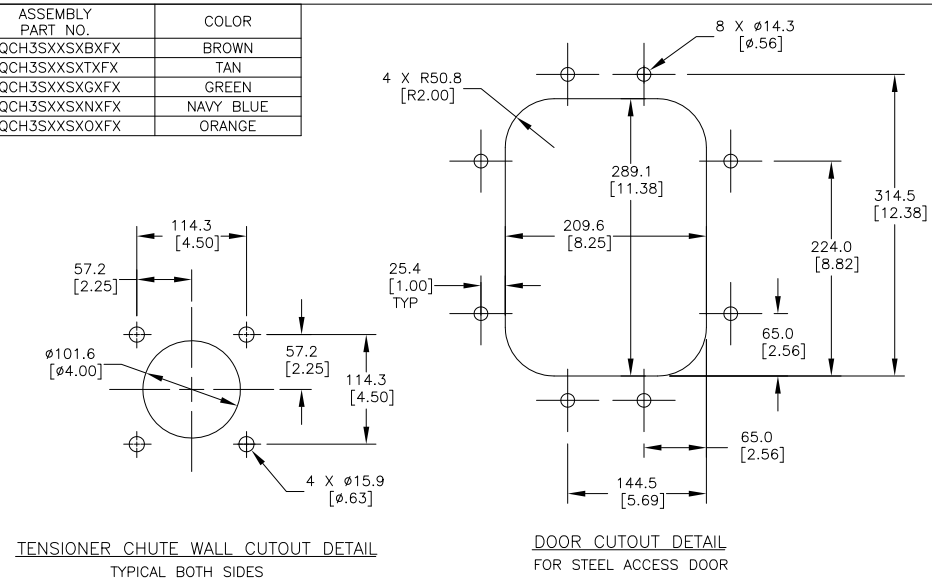 ASSEMBLY PART NO. COLOR
QCH3SXXSXBXFX BROWN
QCH3SXXSXTXFX TAN
QCH3SXXSXGXFX GREEN
QCH3SXXSXNXFX NAVY BLUE
QCH3SXXSXOXFX ORANGE
114.3
[4.50]
57.2
[2.25]
ø101.6
[ø4.00]
57.2
[2.25]
114.3
[4.50]
4 X ø15.9
[ø.63]
TENSIONER CHUTE WALL CUTOUT DETAIL
TYPICAL BOTH SIDES
8 X ø14.3
[ø.56]
4 X R50.8
[R2.00]
289.1
[11.38]
314.5
[12.38]
209.6
[8.25]
224.0
[8.82]
25.4
[1.00]
TYP
65.0
[2.56]
65.0
[2.56]
144.5
[5.69]
DOOR CUTOUT DETAIL
FOR STEEL ACCESS DOOR